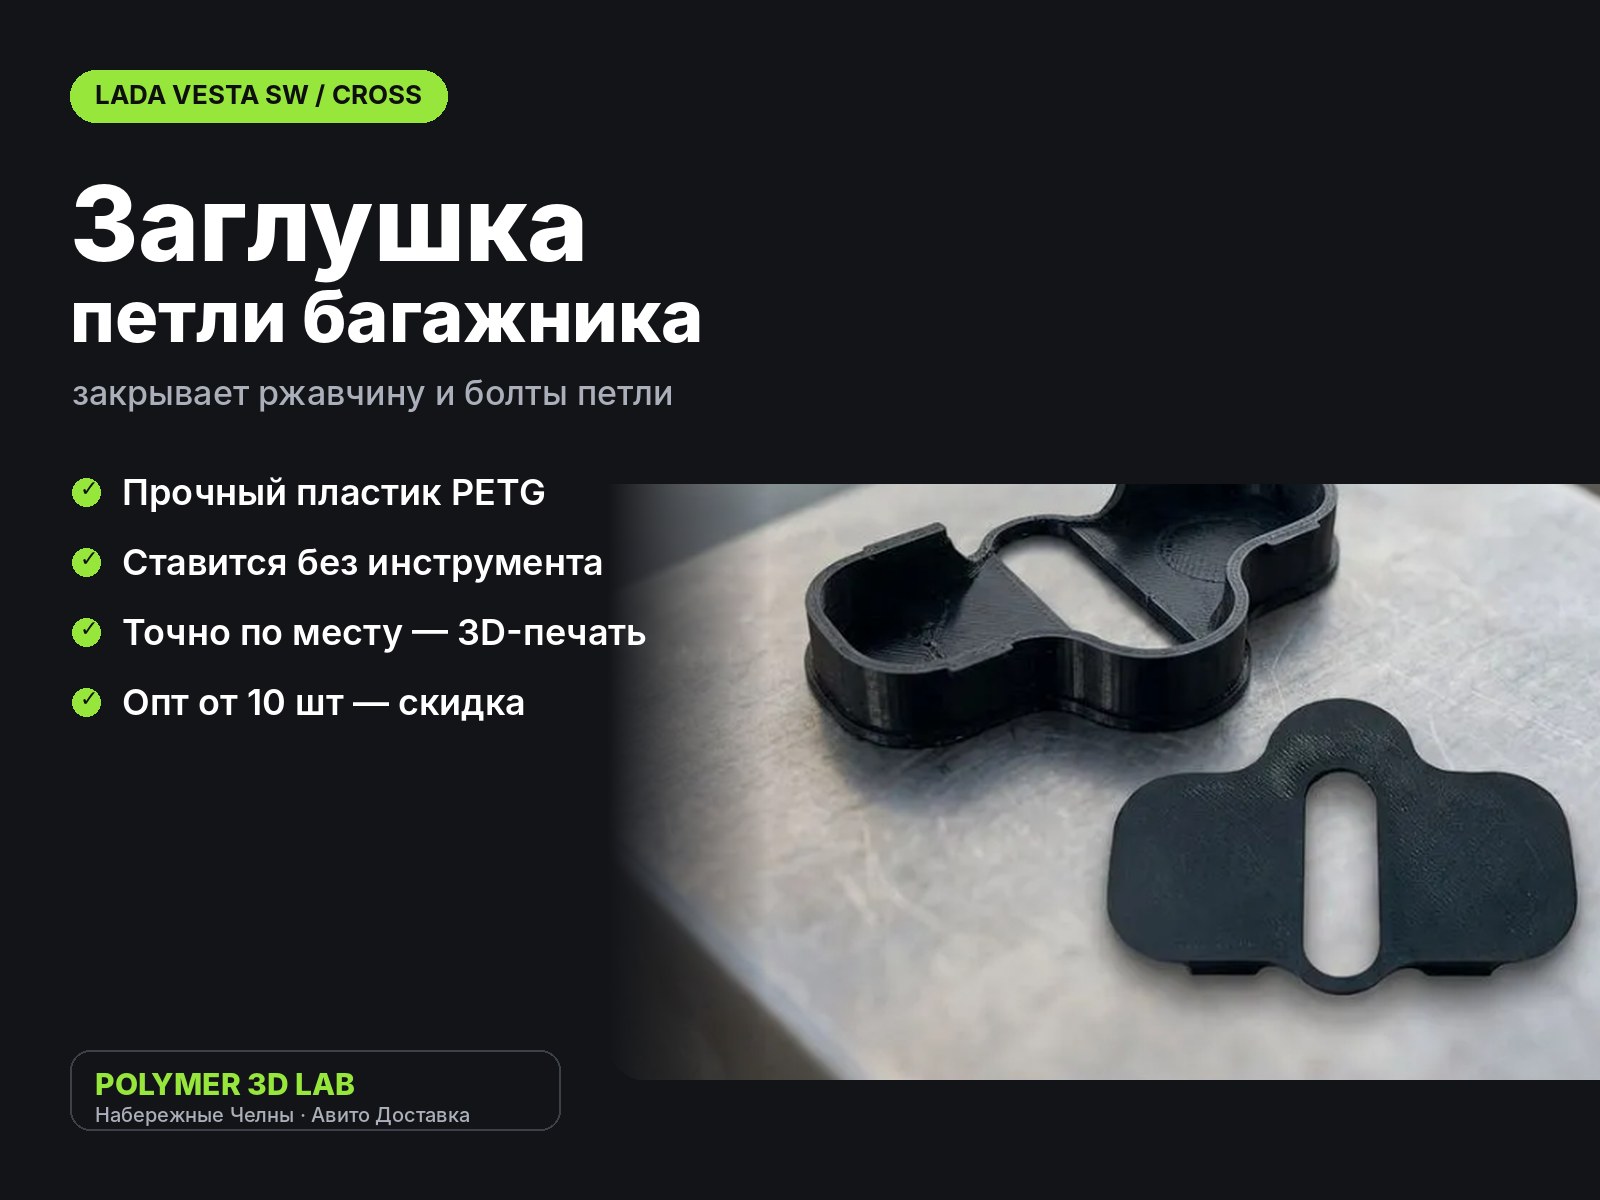 LADA VESTA SW / CROSS
Заглушка
петли багажника
закрывает ржавчину и болты петли
Прочный пластик PETG
Ставится без инструмента
Точно по месту — 3D-печать
Опт от 10 шт — скидка
POLYMER 3D LAB
Набережные Челны · Авито Доставка